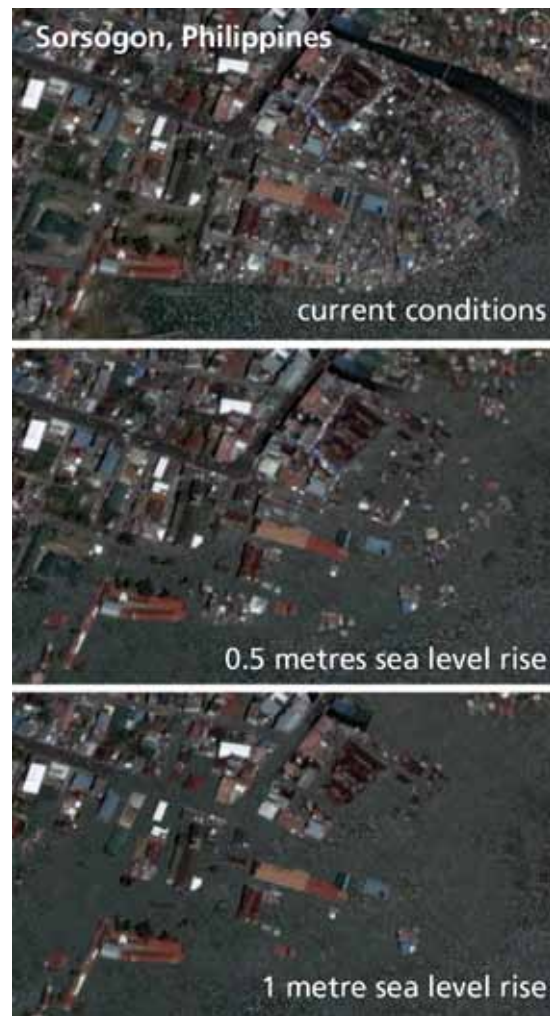 Sorsogon, Philippines
current conditions
0.5 metres sea level rise
1 metre sea level rise